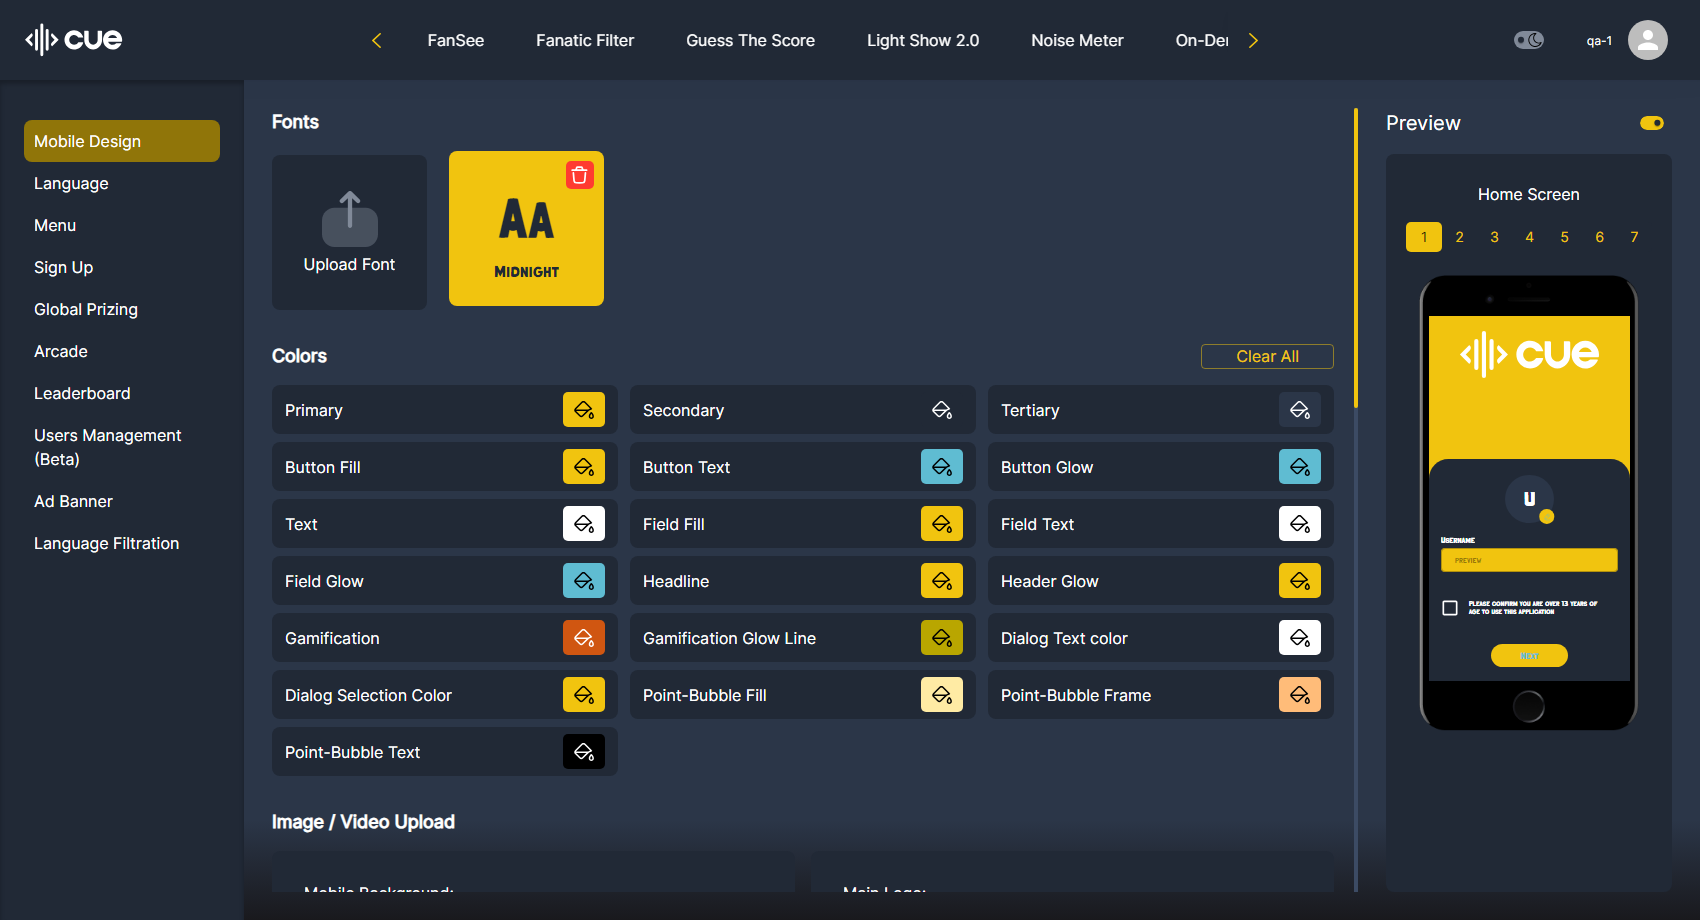 cue
FanSee
Fanatic Filter
Guess The Score
Light Show 2.0
Noise Meter
On-De
qa-1
Mobile Design
Language
Menu
Sign Up
Global Prizing
Arcade
Leaderboard
Users Management
(Beta)
Ad Banner
Language Filtration
Fonts
Upload Font
AA
MIDNIGHT
Colors
Clear All
Primary
Secondary
Tertiary
Button Fill
Button Text
Button Glow
Text
Field Fill
Field Text
Field Glow
Headline
Header Glow
Gamification
Gamification Glow Line
Dialog Text color
Dialog Selection Color
Point-Bubble Fill
Point-Bubble Frame
Point-Bubble Text
Image / Video Upload
Mobile Background:
Main Logo:
Preview
Home Screen
1 2 3 4 5 6 7
cue
U
USERNAME
PREVIEW
PLEASE CONFIRM YOU ARE OVER 13 YEARS OF
AGE TO USE THIS APPLICATION
NEXT